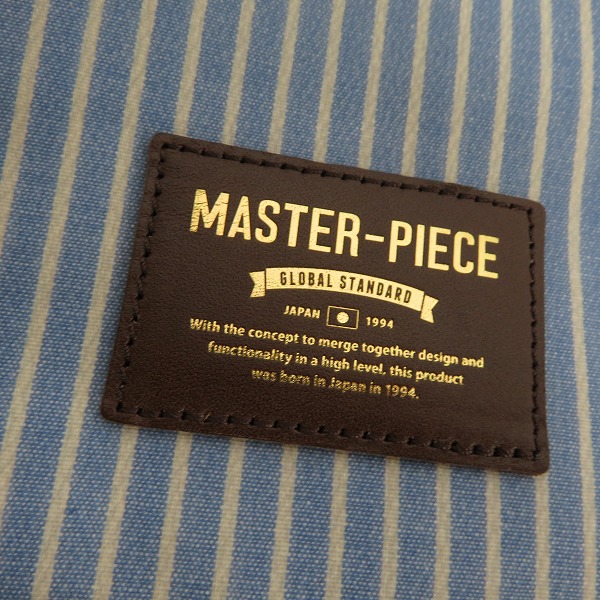 MASTER-PIECE
GLOBAL STANDARD
JAPAN 1994
With the concept to merge together design and
functionality in a high level, this product
was born in Japan in 1994.